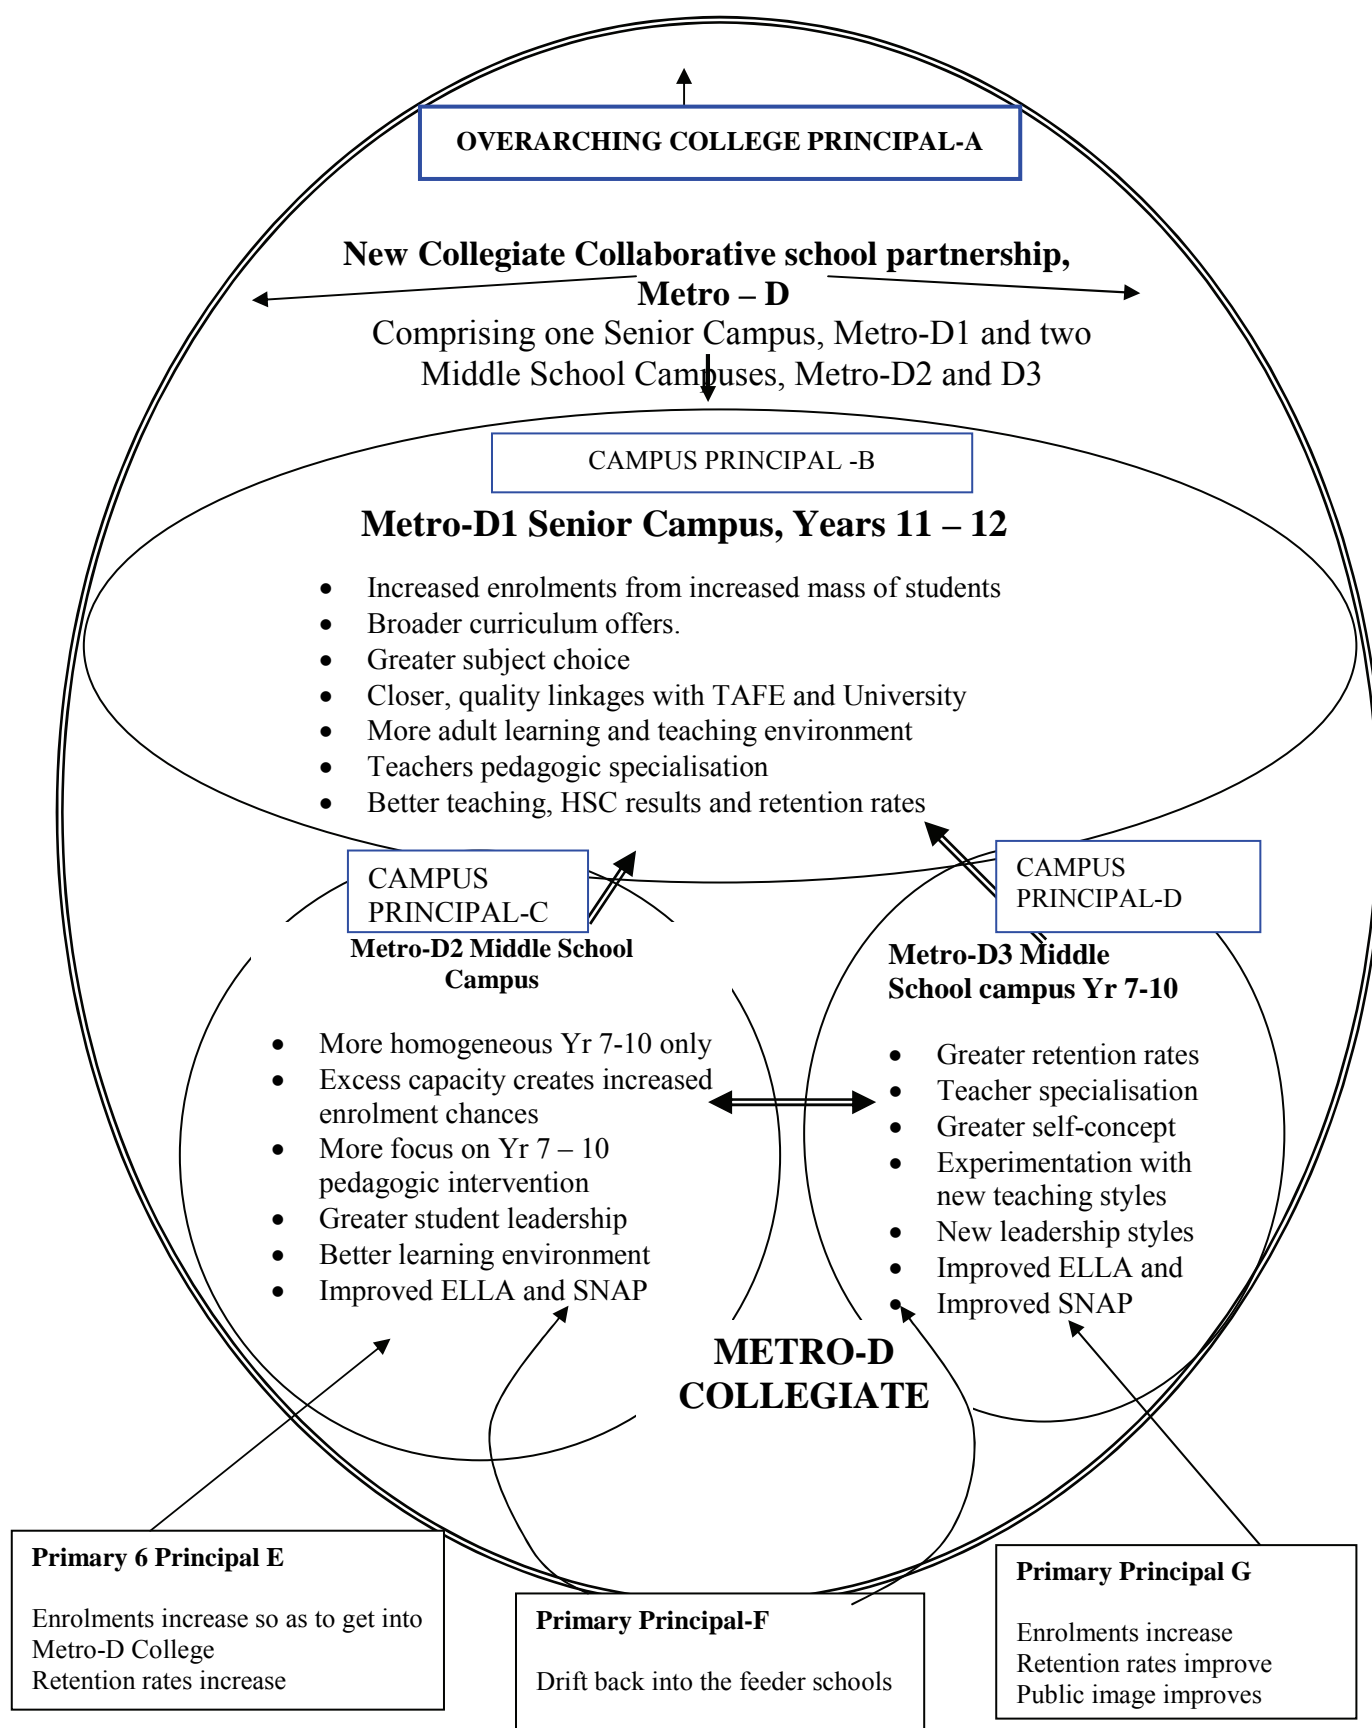 OVERARCHING COLLEGE PRINCIPAL-A
New Collegiate Collaborative school partnership,
Metro – D
Comprising one Senior Campus, Metro-D1 and two
Middle School Campuses, Metro-D2 and D3
CAMPUS PRINCIPAL -B
Metro-D1 Senior Campus, Years 11 – 12
• Increased enrolments from increased mass of students
• Broader curriculum offers.
• Greater subject choice
• Closer, quality linkages with TAFE and University
• More adult learning and teaching environment
• Teachers pedagogic specialisation
• Better teaching, HSC results and retention rates
CAMPUS
PRINCIPAL-C
Metro-D2 Middle School
Campus
• More homogeneous Yr 7-10 only
• Excess capacity creates increased
enrolment chances
• More focus on Yr 7 – 10
pedagogic intervention
• Greater student leadership
• Better learning environment
• Improved ELLA and SNAP
CAMPUS
PRINCIPAL-D
Metro-D3 Middle
School campus Yr 7-10
• Greater retention rates
• Teacher specialisation
• Greater self-concept
• Experimentation with
new teaching styles
• New leadership styles
• Improved ELLA and
• Improved SNAP
METRO-D
COLLEGIATE
Primary 6 Principal E
Enrolments increase so as to get into
Metro-D College
Retention rates increase
Primary Principal-F
Drift back into the feeder schools
Primary Principal G
Enrolments increase
Retention rates improve
Public image improves